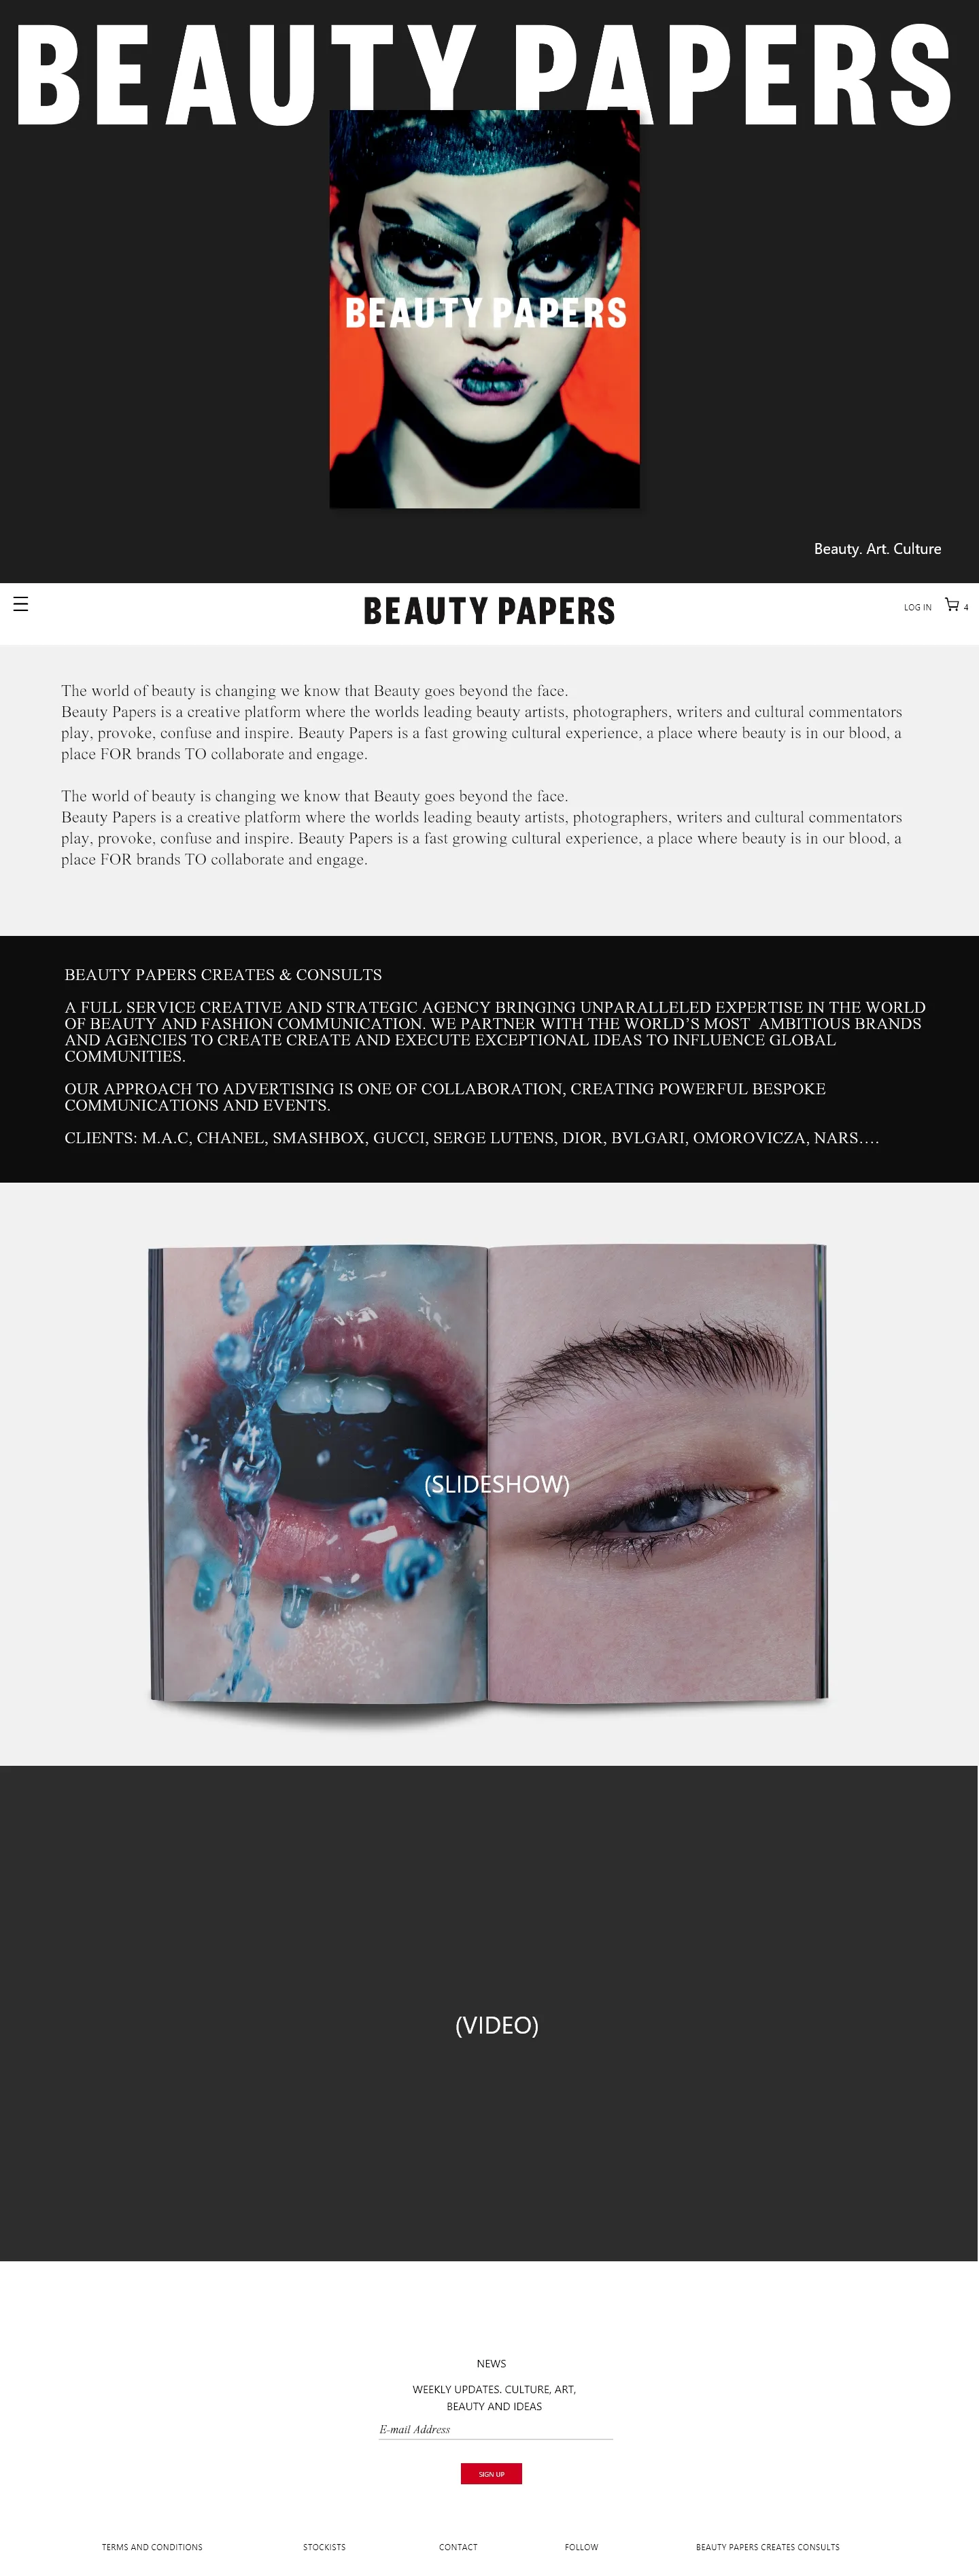 BEAUTY PAPERS
BEAUTY PAPERS
Beauty. Art. Culture
BEAUTY PAPERS
LOG IN
4
The world of beauty is changing we know that Beauty goes beyond the face.
Beauty Papers is a creative platform where the worlds leading beauty artists, photographers, writers and cultural commentators
play, provoke, confuse and inspire. Beauty Papers is a fast growing cultural experience, a place where beauty is in our blood, a
place FOR brands TO collaborate and engage.
The world of beauty is changing we know that Beauty goes beyond the face.
Beauty Papers is a creative platform where the worlds leading beauty artists, photographers, writers and cultural commentators
play, provoke, confuse and inspire. Beauty Papers is a fast growing cultural experience, a place where beauty is in our blood, a
place FOR brands TO collaborate and engage.
BEAUTY PAPERS CREATES & CONSULTS
A FULL SERVICE CREATIVE AND STRATEGIC AGENCY BRINGING UNPARALLELED EXPERTISE IN THE WORLD
OF BEAUTY AND FASHION COMMUNICATION. WE PARTNER WITH THE WORLD'S MOST AMBITIOUS BRANDS
AND AGENCIES TO CREATE CREATE AND EXECUTE EXCEPTIONAL IDEAS TO INFLUENCE GLOBAL
COMMUNITIES.
OUR APPROACH TO ADVERTISING IS ONE OF COLLABORATION, CREATING POWERFUL BESPOKE
COMMUNICATIONS AND EVENTS.
CLIENTS: M.A.C, CHANEL, SMASHBOX, GUCCI, SERGE LUTENS, DIOR, BVLGARI, OMOROVICZA, NARS....
(SLIDESHOW)
(VIDEO)
NEWS
WEEKLY UPDATES. CULTURE, ART,
BEAUTY AND IDEAS
E-mail Address
SIGN UP
TERMS AND CONDITIONS
STOCKISTS
CONTACT
FOLLOW
BEAUTY PAPERS CREATES CONSULTS